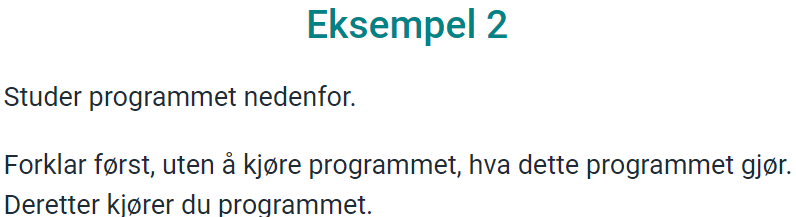 Eksempel 2
Studer programmet nedenfor.
Forklar først, uten å kjøre programmet, hva dette programmet gjør.
Deretter kjører du programmet.